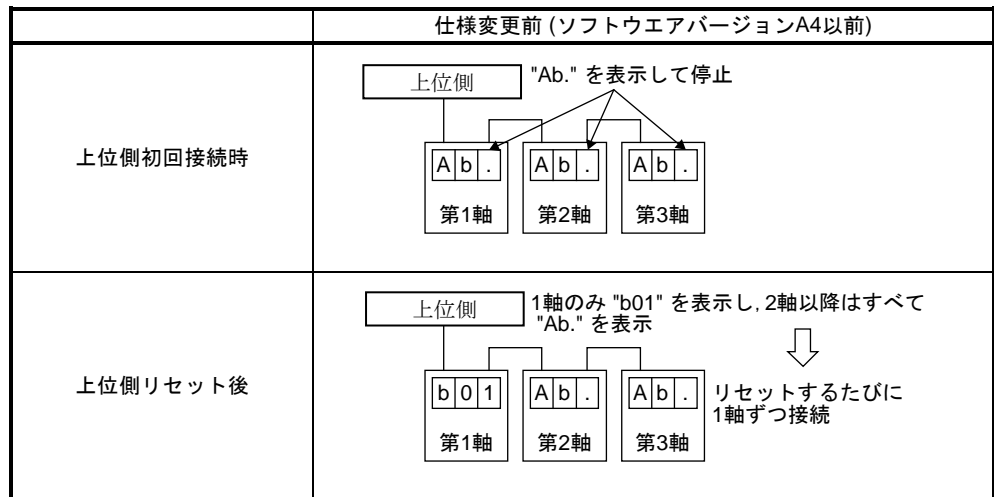 仕様変更前 (ソフトウエアバージョンA4以前)
上位側初回接続時
上位側
"Ab." を表示して停止
A b .
A b .
A b .
第1軸
第2軸
第3軸
上位側リセット後
上位側
1軸のみ "b01" を表示し, 2軸以降はすべて
"Ab." を表示
b 0 1
A b .
A b .
リセットするたびに
1軸ずつ接続
第1軸
第2軸
第3軸